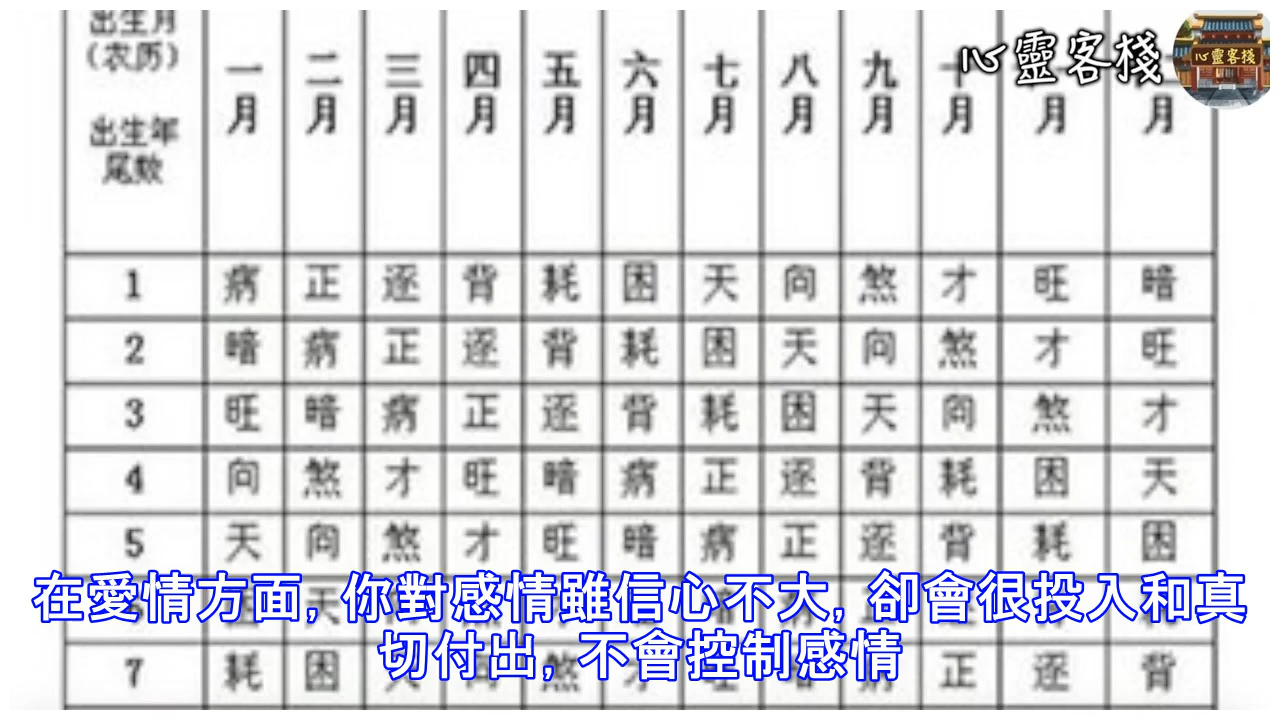 出生月
（农历）
出生年
尾数
一月 二月 三月 四月 五月 六月 七月 八月 九月
心靈客棧
心靈客棧
1 病 正 逐 背 耗 困 天 向 煞 才 旺 暗
2 暗 病 正 逐 背 耗 困 天 向 煞 才 旺
3 旺 暗 病 正 逐 背 耗 困 天 向 煞 才
4 向 煞 才 旺 暗 病 正 逐 背 耗 困 天
5 天 向 煞 才 旺 暗 病 正 逐 背 耗 困
在愛情方面, 你對感情雖信心不大, 卻會很投入和真
切付出, 不會控制感情
7 耗 困 煞 正 逐 背